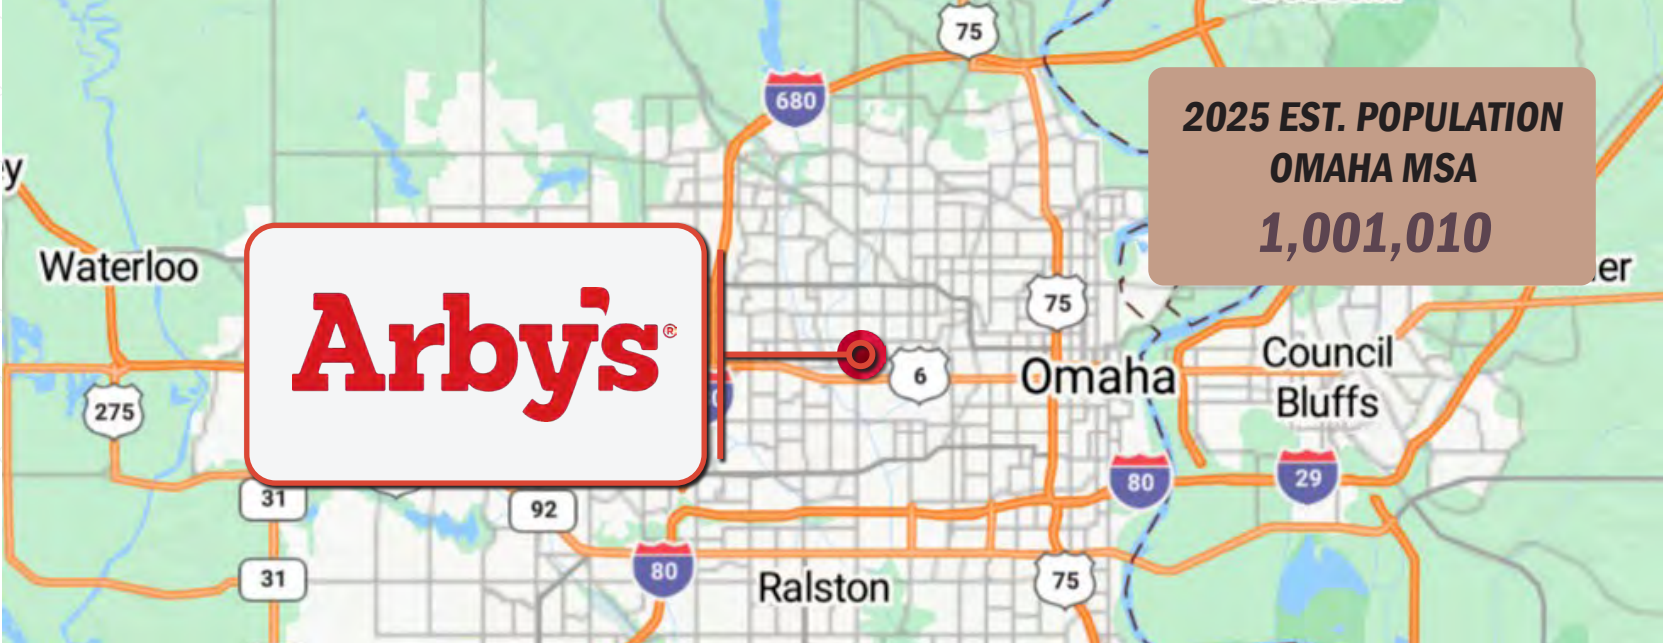 75
680
2025 EST. POPULATION
OMAHA MSA
1,001,010
y
Waterloo
er
Arby's®
75
6
Omaha
Council
Bluffs
275
31
92
80
29
31
80
Ralston
75